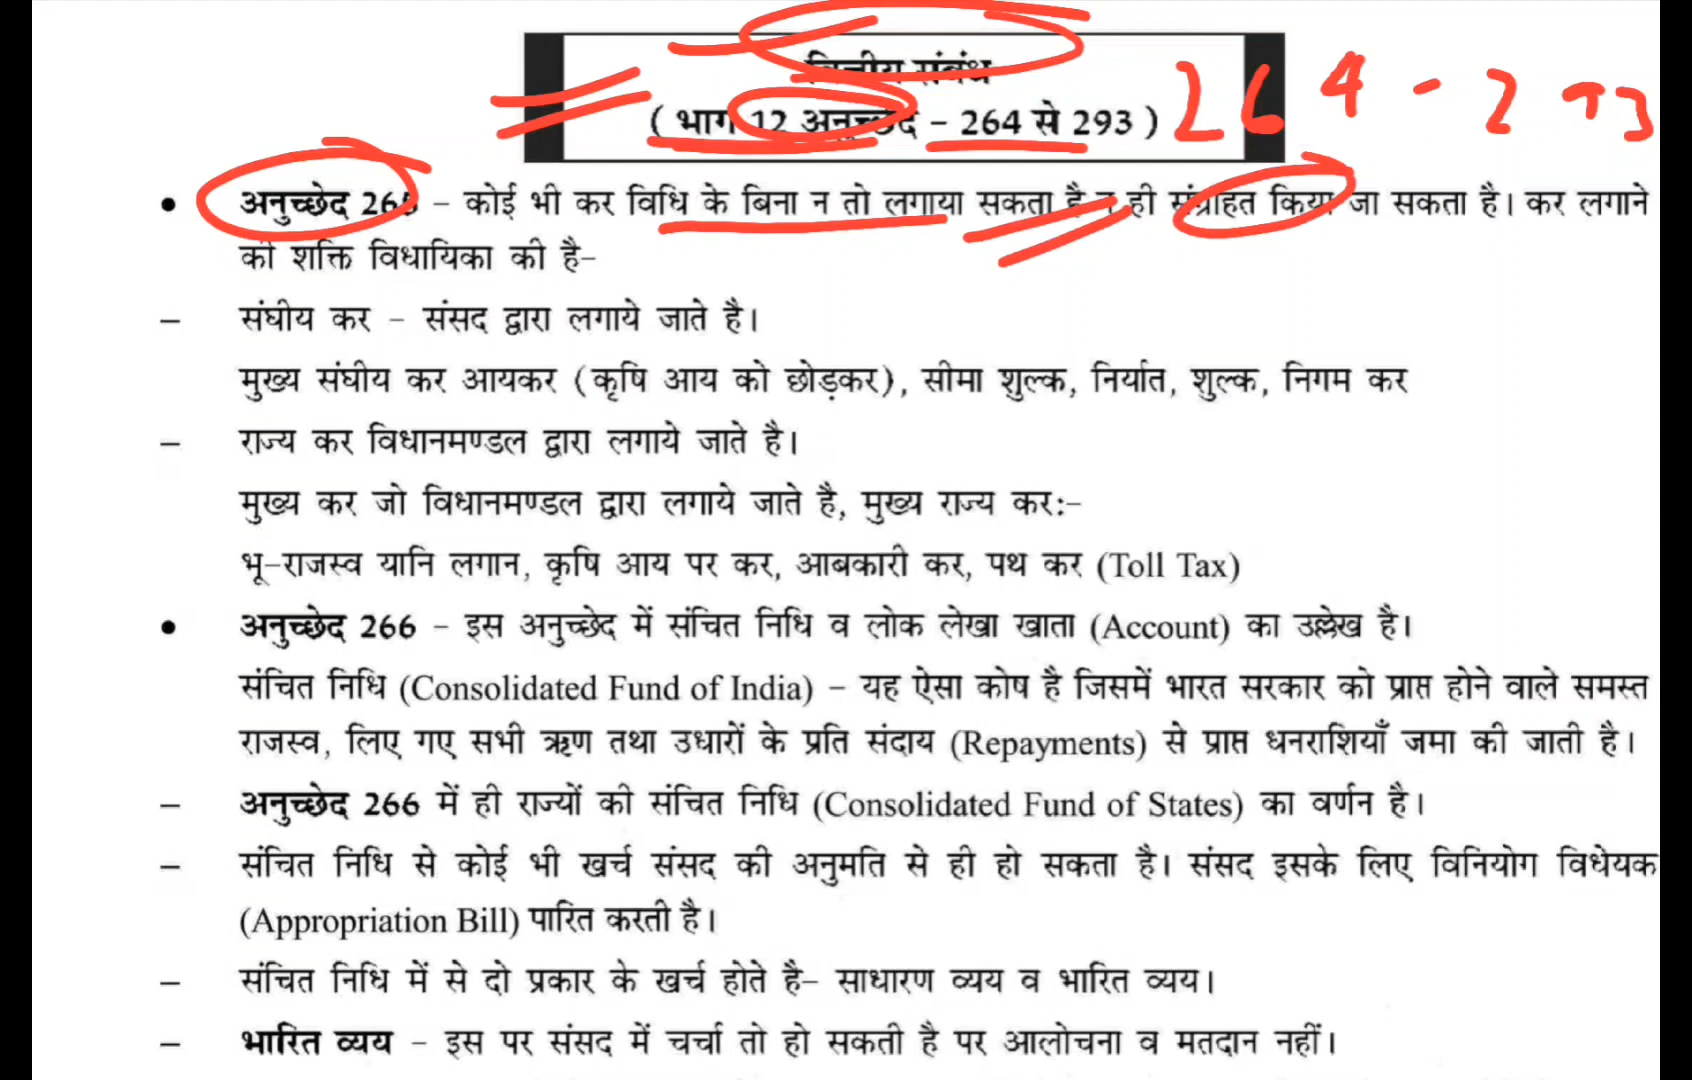 वित्तीय संबंध
( भाग 12 अनुच्छेद – 264 से 293 ) 264 - 293
• अनुच्छेद 265 – कोई भी कर विधि के बिना न तो लगाया सकता है न ही संग्रहित किया जा सकता है। कर लगाने
की शक्ति विधायिका की है–
– संघीय कर – संसद द्वारा लगाये जाते है।
मुख्य संघीय कर आयकर (कृषि आय को छोड़कर), सीमा शुल्क, निर्यात, शुल्क, निगम कर
– राज्य कर विधानमण्डल द्वारा लगाये जाते है।
मुख्य कर जो विधानमण्डल द्वारा लगाये जाते है, मुख्य राज्य कर:–
भू–राजस्व यानि लगान, कृषि आय पर कर, आबकारी कर, पथ कर (Toll Tax)
• अनुच्छेद 266 – इस अनुच्छेद में संचित निधि व लोक लेखा खाता (Account) का उल्लेख है।
संचित निधि (Consolidated Fund of India) – यह ऐसा कोष है जिसमें भारत सरकार को प्राप्त होने वाले समस्त
राजस्व, लिए गए सभी ऋण तथा उधारों के प्रति संदाय (Repayments) से प्राप्त धनराशियाँ जमा की जाती है।
– अनुच्छेद 266 में ही राज्यों की संचित निधि (Consolidated Fund of States) का वर्णन है।
– संचित निधि से कोई भी खर्च संसद की अनुमति से ही हो सकता है। संसद इसके लिए विनियोग विधेयक
(Appropriation Bill) पारित करती है।
– संचित निधि में से दो प्रकार के खर्च होते है– साधारण व्यय व भारित व्यय।
– भारित व्यय – इस पर संसद में चर्चा तो हो सकती है पर आलोचना व मतदान नहीं।